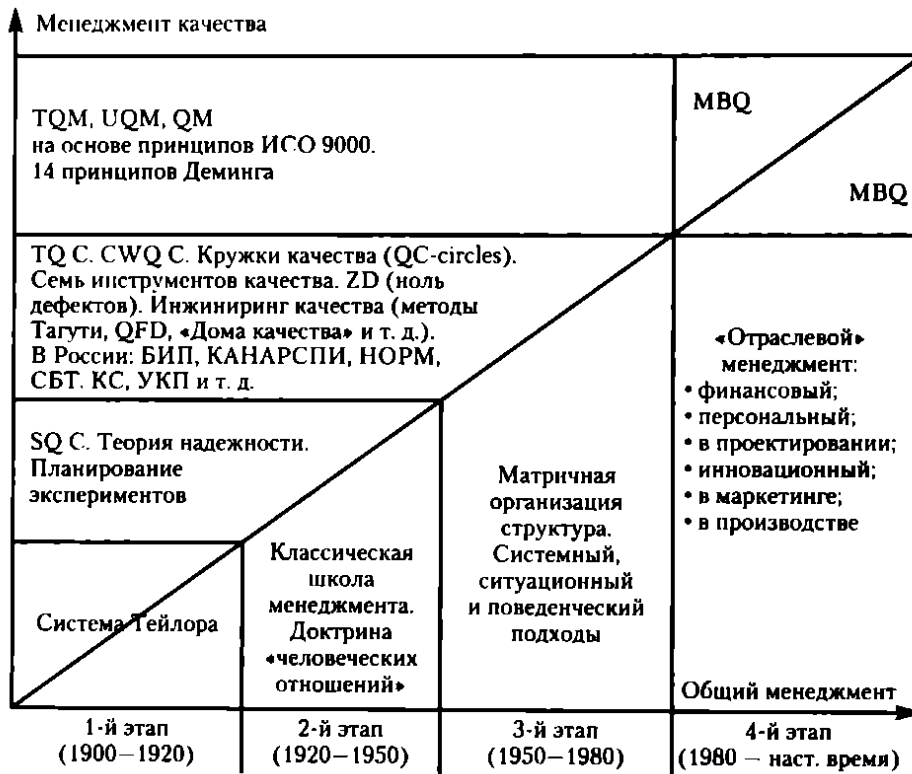 Менеджмент качества
TQM, UQM, QM
на основе принципов ИСО 9000.
14 принципов Деминга
MBQ
MBQ
TQ C. CWQ C. Кружки качества (QC-circles).
Семь инструментов качества. ZD (ноль
дефектов). Инжиниринг качества (методы
Тагути, QFD, «Дома качества» и т. д.).
В России: БИП, КАНАРСПИ, НОРМ,
СБТ. КС, УКП и т. д.
«Отраслевой»
менеджмент:
• финансовый;
• персональный;
• в проектировании;
• инновационный;
• в маркетинге;
• в производстве
SQ C. Теория надежности.
Планирование
экспериментов
Матричная
организация
структура.
Системный,
ситуационный
и поведенческий
подходы
Классическая
школа
менеджмента.
Доктрина
«человеческих
отношений»
Система Тейлора
Общий менеджмент
1-й этап
(1900–1920)
2-й этап
(1920–1950)
3-й этап
(1950–1980)
4-й этап
(1980 – наст. время)